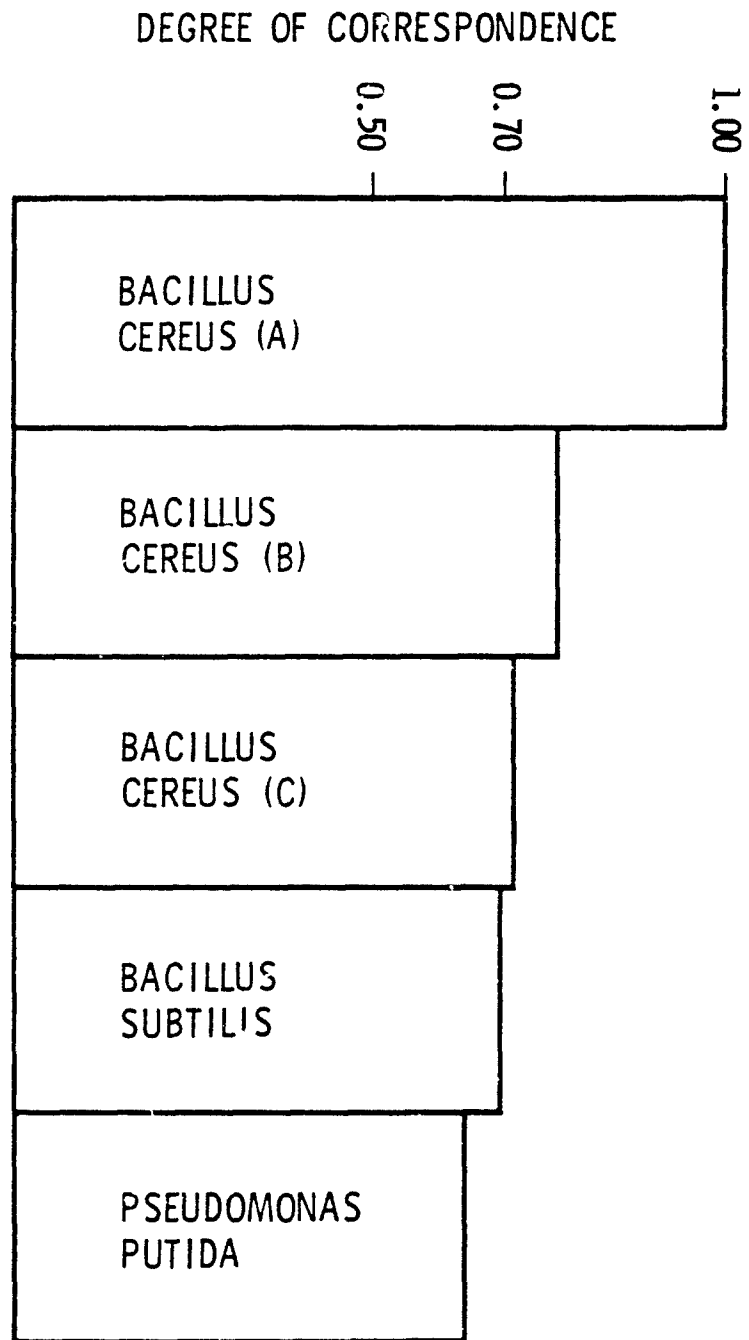 DEGREE OF CORRESPONDENCE
0.50
0.70
1.00
BACILLUS
CEREUS (A)
BACILLUS
CEREUS (B)
BACILLUS
CEREUS (C)
BACILLUS
SUBTILIS
PSEUDOMONAS
PUTIDA